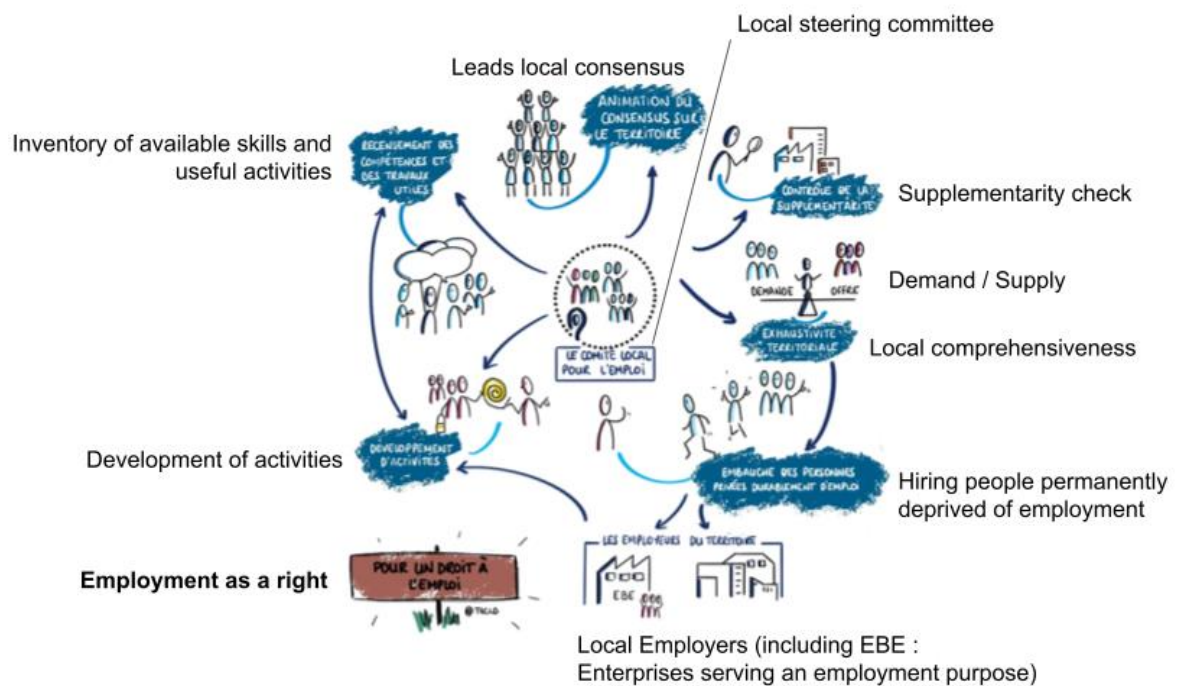 Local steering committee
Leads local consensus
ANIMATION DU
CONSENSUS SUR
LE TERRITOIRE
Inventory of available skills and
useful activities
RECENSEMENT DES
COMPÉTENCES ET
DES TRAVAUX
UTILES
CONTRÔLE DE LA
SUPPLÉMENTARITÉ
Supplementarity check
DEMANDE
OFFRE
Demand / Supply
EXHAUSTIVITÉ
TERRITORIALE
Local comprehensiveness
LE COMITÉ LOCAL
POUR L'EMPLOI
Development of activities
DÉVELOPPEMENT
D'ACTIVITÉS
EMBAUCHE DES PERSONNES
PRIVÉES DURABLEMENT D'EMPLOI
Hiring people permanently
deprived of employment
LES EMPLOYEURS DU TERRITOIRE
EBE
Employment as a right
POUR UN DROIT À
L'EMPLOI
Local Employers (including EBE :
Enterprises serving an employment purpose)